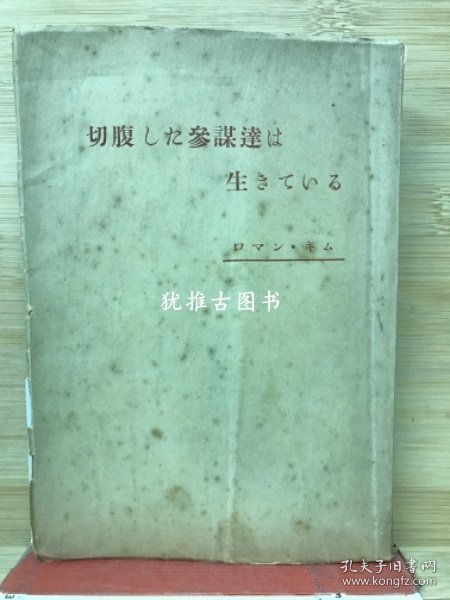 切腹した參謀達は
生きている
ロマン・キム
犹推古图书
孔夫子旧书网
www.kongfz.com